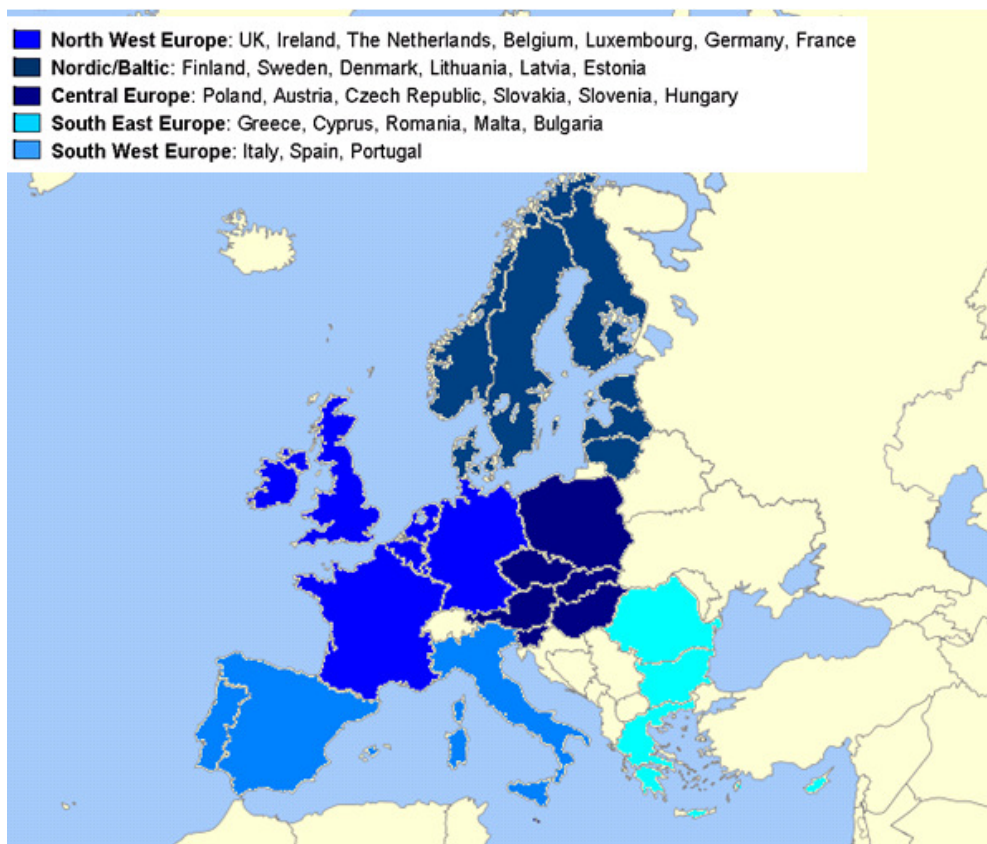 North West Europe: UK, Ireland, The Netherlands, Belgium, Luxembourg, Germany, France
Nordic/Baltic: Finland, Sweden, Denmark, Lithuania, Latvia, Estonia
Central Europe: Poland, Austria, Czech Republic, Slovakia, Slovenia, Hungary
South East Europe: Greece, Cyprus, Romania, Malta, Bulgaria
South West Europe: Italy, Spain, Portugal